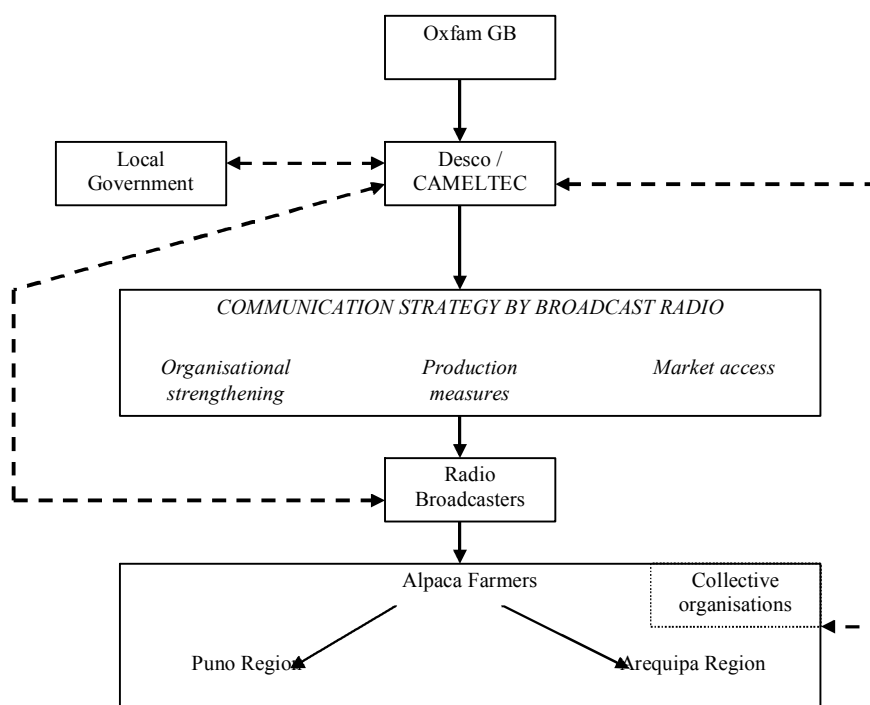 Oxfam GB
Local
Government
Desco /
CAMELTEC
COMMUNICATION STRATEGY BY BROADCAST RADIO
Organisational
strengthening
Production
measures
Market access
Radio
Broadcasters
Alpaca Farmers
Collective
organisations
Puno Region
Arequipa Region